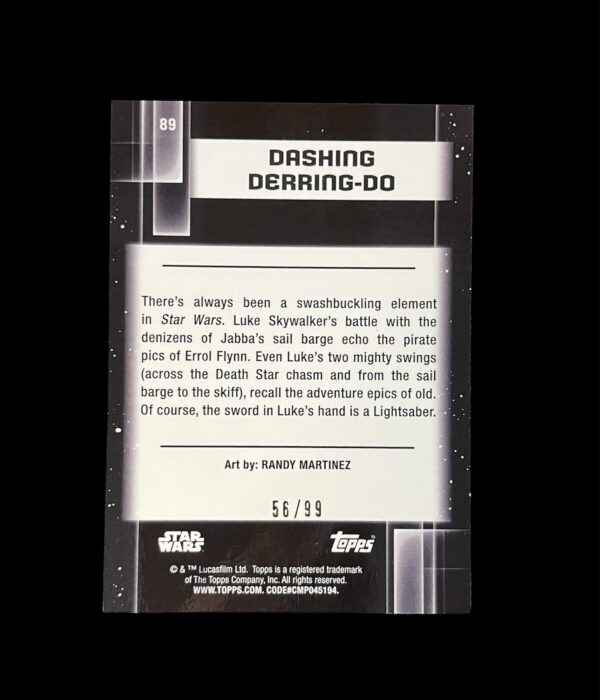 89
DASHING
DERRING-DO
There's always been a swashbuckling element
in Star Wars. Luke Skywalker's battle with the
denizens of Jabba's sail barge echo the pirate
pics of Errol Flynn. Even Luke's two mighty swings
(across the Death Star chasm and from the sail
barge to the skiff), recall the adventure epics of old.
Of course, the sword in Luke's hand is a Lightsaber.
Art by: RANDY MARTINEZ
56/99
STAR WARS
Topps®
© & ™ Lucasfilm Ltd. Topps is a registered trademark
of The Topps Company, Inc. All rights reserved.
WWW.TOPPS.COM. CODE#CMP045194.